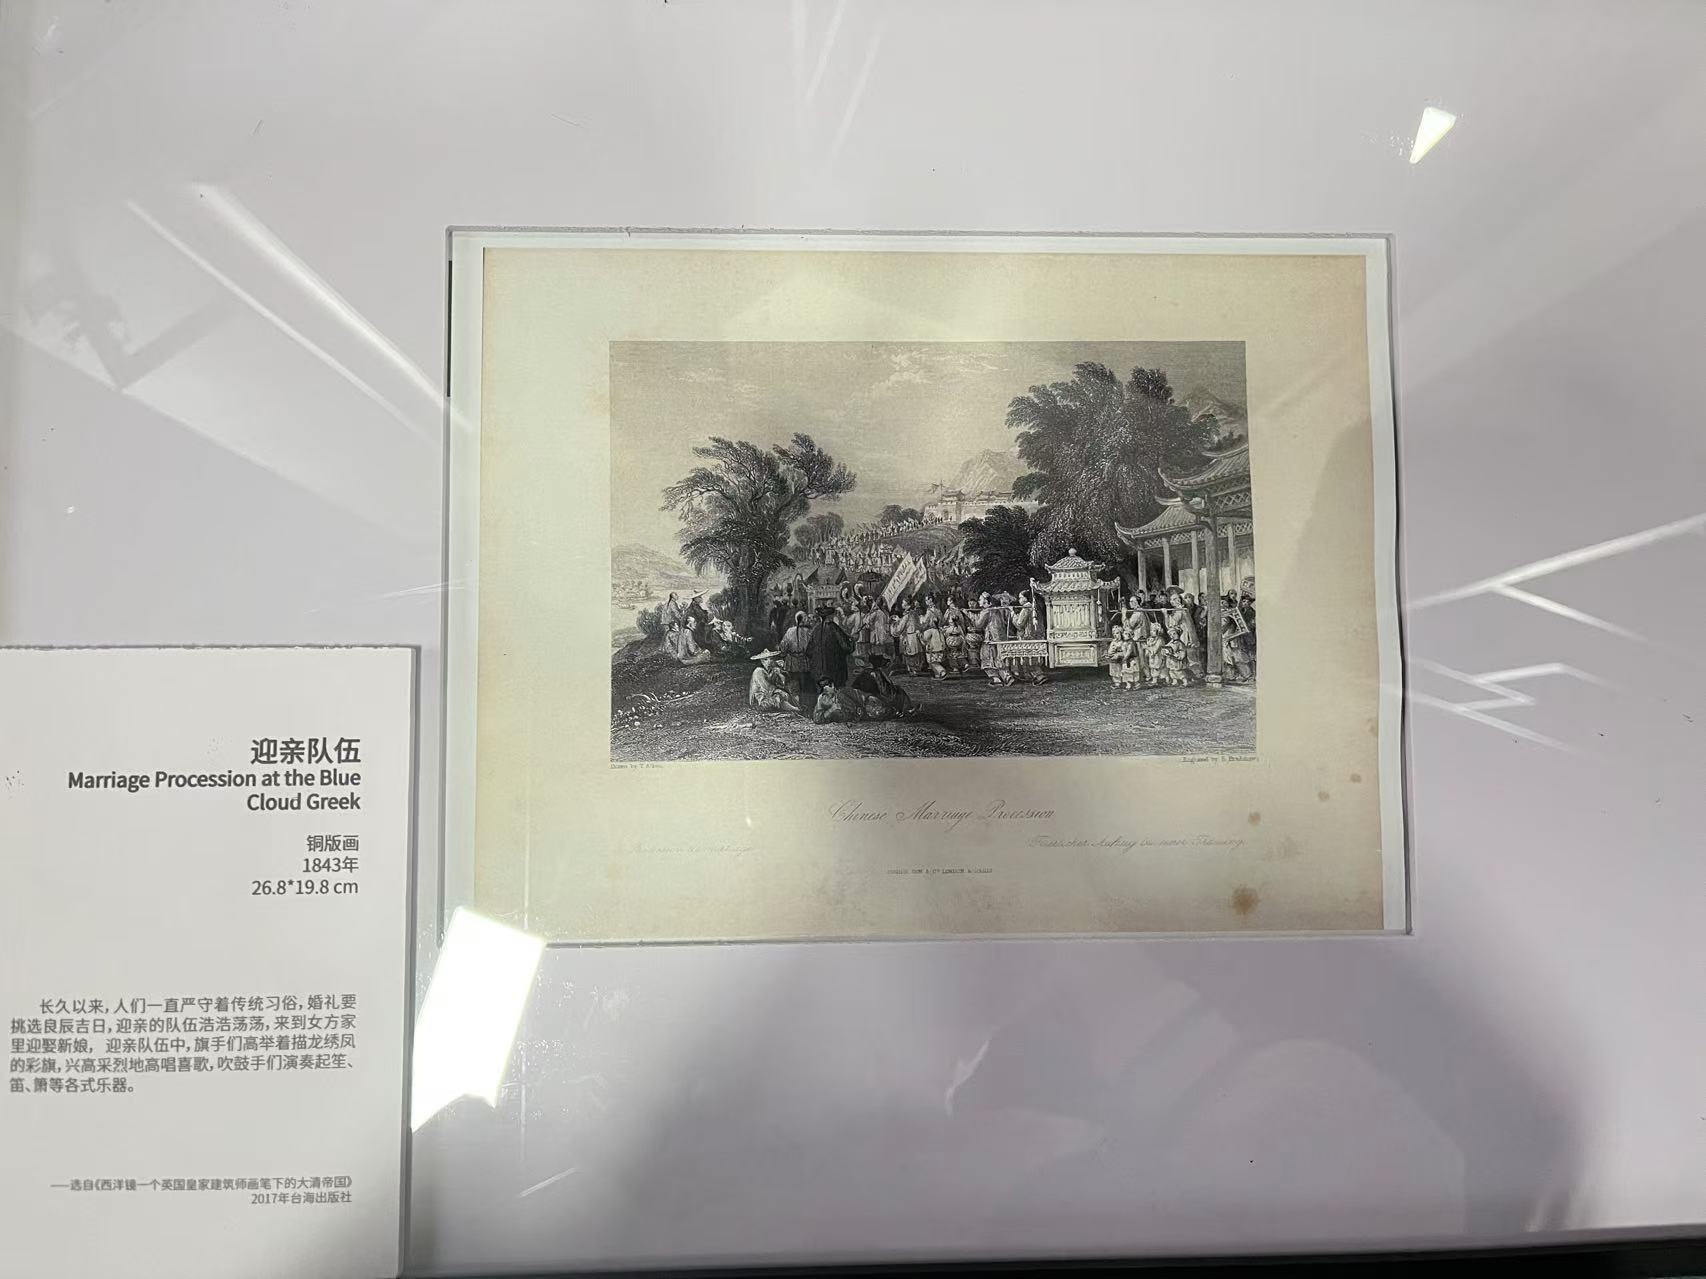 迎亲队伍
Marriage Procession at the Blue
Cloud Greek
铜版画
1843年
26.8*19.8 cm
长久以来，人们一直严守着传统习俗，婚礼要
挑选良辰吉日，迎亲的队伍浩浩荡荡，来到女方家
里迎娶新娘， 迎亲队伍中，旗手们高举着描龙绣凤
的彩旗，兴高采烈地高唱喜歌，吹鼓手们演奏起笙、
笛、箫等各式乐器。
——选自《西洋镜一个英国皇家建筑师画笔下的大清帝国》
2017年台海出版社
Drawn by T. Allom.
Engraved by
Chinese Marriage Procession